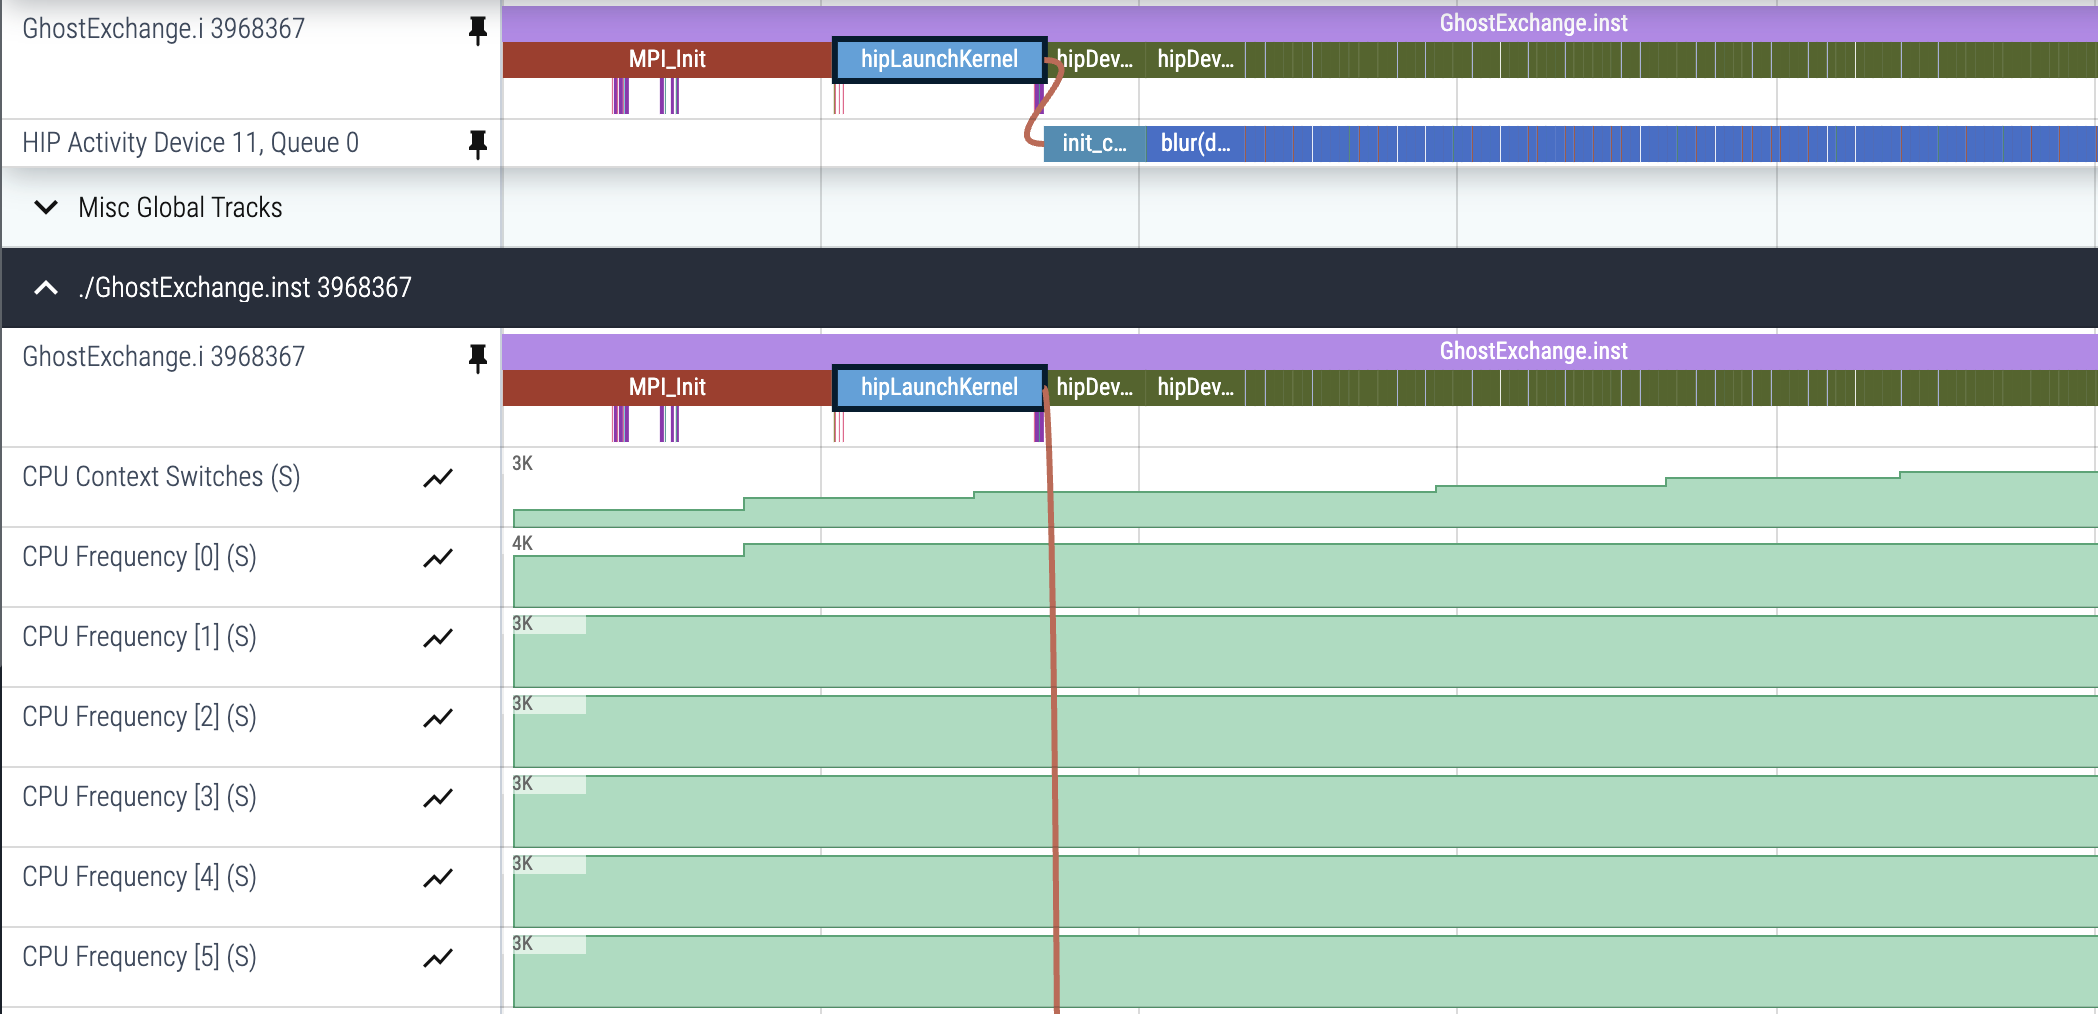 GhostExchange.i 3968367
GhostExchange.inst
MPI_Init hipLaunchKernel hipDev... hipDev...
HIP Activity Device 11, Queue 0
init_c... blur(d...
Misc Global Tracks
./GhostExchange.inst 3968367
GhostExchange.i 3968367
GhostExchange.inst
MPI_Init hipLaunchKernel hipDev... hipDev...
CPU Context Switches (S) 3K
CPU Frequency [0] (S) 4K
CPU Frequency [1] (S) 3K
CPU Frequency [2] (S) 3K
CPU Frequency [3] (S) 3K
CPU Frequency [4] (S) 3K
CPU Frequency [5] (S) 3K